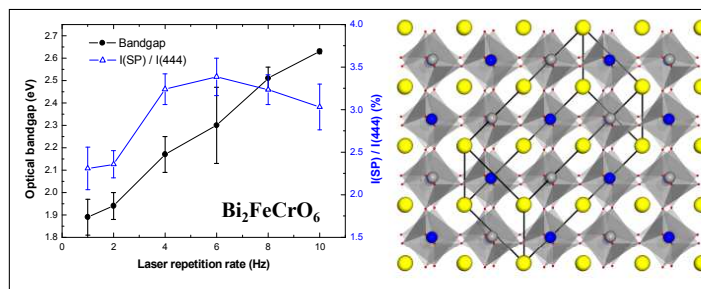 Bandgap
I(SP) / I(444)
Optical bandgap (eV)
2.7
2.6
2.5
2.4
2.3
2.2
2.1
2.0
1.9
1.8
4.0
3.5
3.0
2.5
2.0
1.5
I(SP) / I(444) (%)
Bi₂FeCrO₆
0 2 4 6 8 10
Laser repetition rate (Hz)